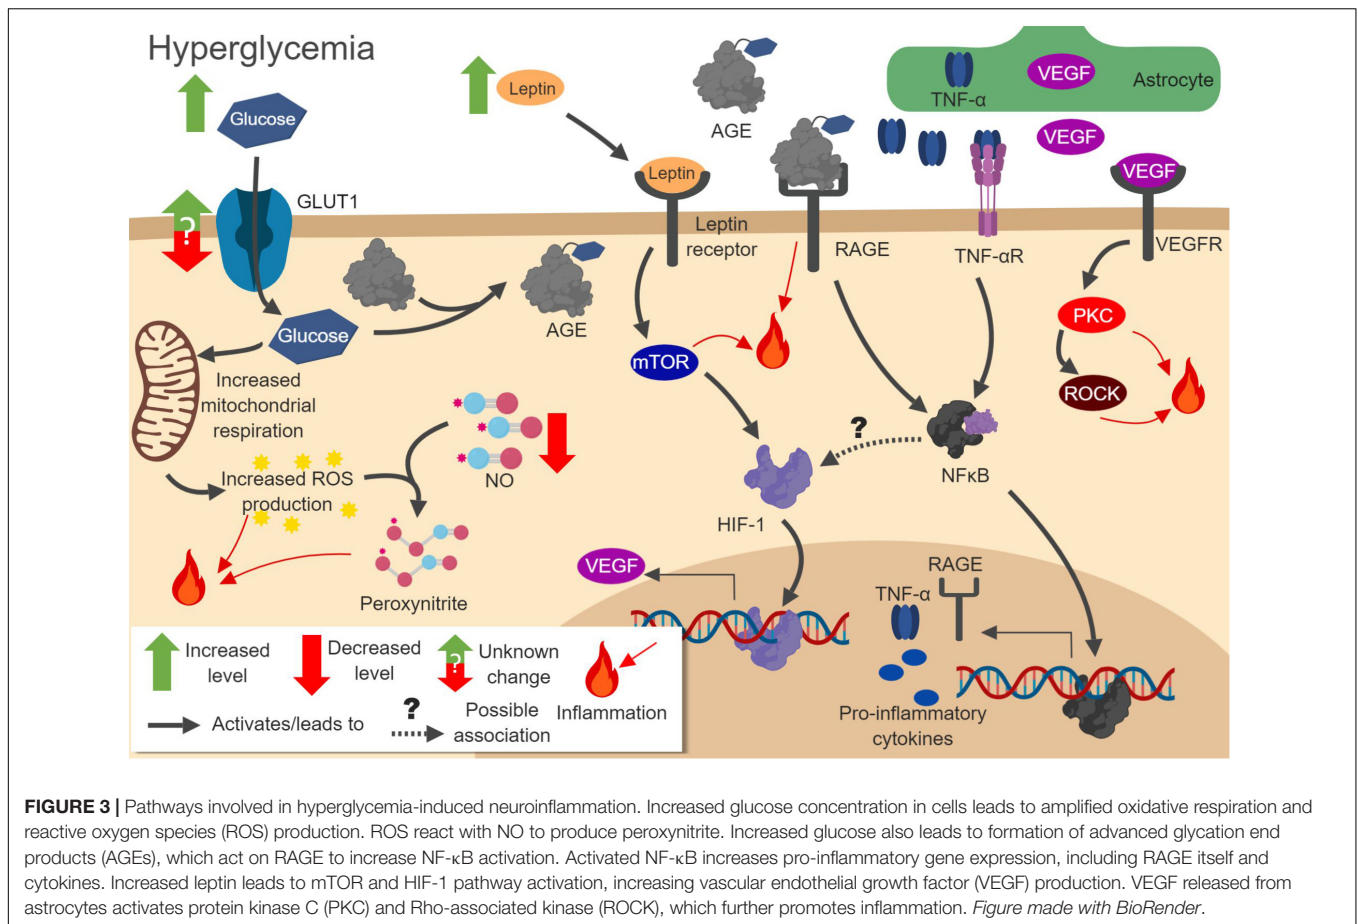 Hyperglycemia
Glucose
Leptin
AGE
TNF-α
VEGF
Astrocyte
VEGF
GLUT1
?
Leptin
Leptin
receptor
RAGE
TNF-αR
VEGF
VEGFR
Glucose
AGE
mTOR
PKC
ROCK
Increased
mitochondrial
respiration
NO
?
NFκB
HIF-1
Increased ROS
production
Peroxynitrite
VEGF
RAGE
TNF-α
Pro-inflammatory
cytokines
Increased
level
Decreased
level
?
Unknown
change
Inflammation
Activates/leads to
?
Possible
association
FIGURE 3 | Pathways involved in hyperglycemia-induced neuroinflammation. Increased glucose concentration in cells leads to amplified oxidative respiration and
reactive oxygen species (ROS) production. ROS react with NO to produce peroxynitrite. Increased glucose also leads to formation of advanced glycation end
products (AGEs), which act on RAGE to increase NF-κB activation. Activated NF-κB increases pro-inflammatory gene expression, including RAGE itself and
cytokines. Increased leptin leads to mTOR and HIF-1 pathway activation, increasing vascular endothelial growth factor (VEGF) production. VEGF released from
astrocytes activates protein kinase C (PKC) and Rho-associated kinase (ROCK), which further promotes inflammation. Figure made with BioRender.